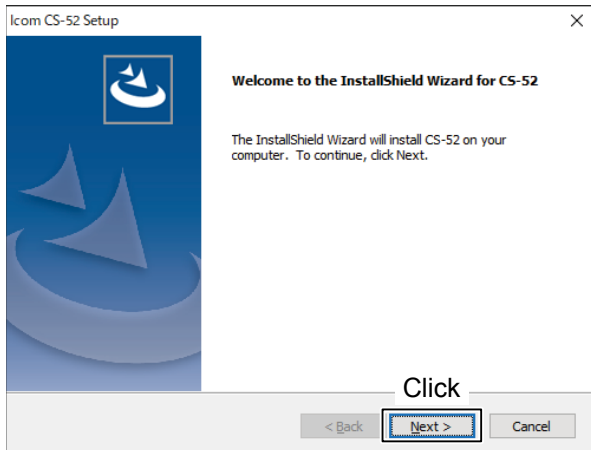 Icom CS-52 Setup
Welcome to the InstallShield Wizard for CS-52
The InstallShield Wizard will install CS-52 on your
computer. To continue, click Next.
Click
< Back
Next >
Cancel